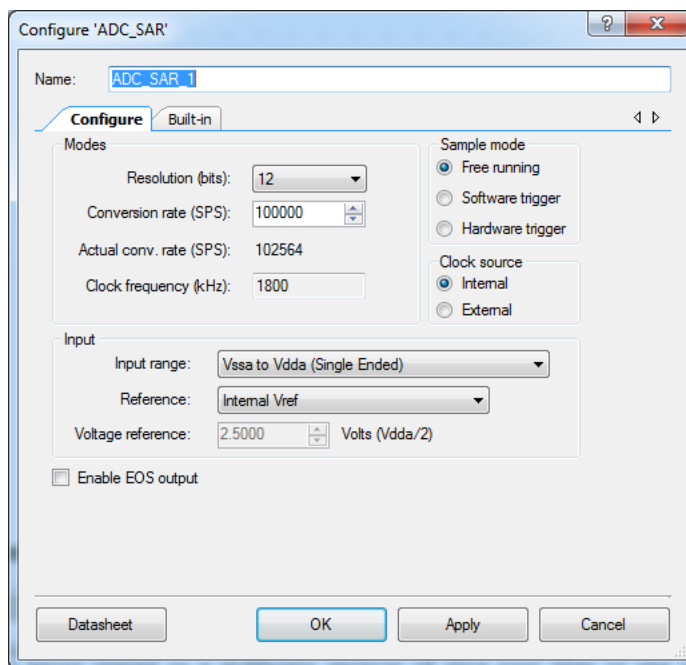 Configure 'ADC_SAR'
?
Name: ADC_SAR_1
Configure Built-in
Modes
Resolution (bits): 12
Conversion rate (SPS): 100000
Actual conv. rate (SPS): 102564
Clock frequency (kHz): 1800
Sample mode
Free running
Software trigger
Hardware trigger
Clock source
Internal
External
Input
Input range: Vssa to Vdda (Single Ended)
Reference: Internal Vref
Voltage reference: 2.5000 Volts (Vdda/2)
Enable EOS output
Datasheet OK Apply Cancel